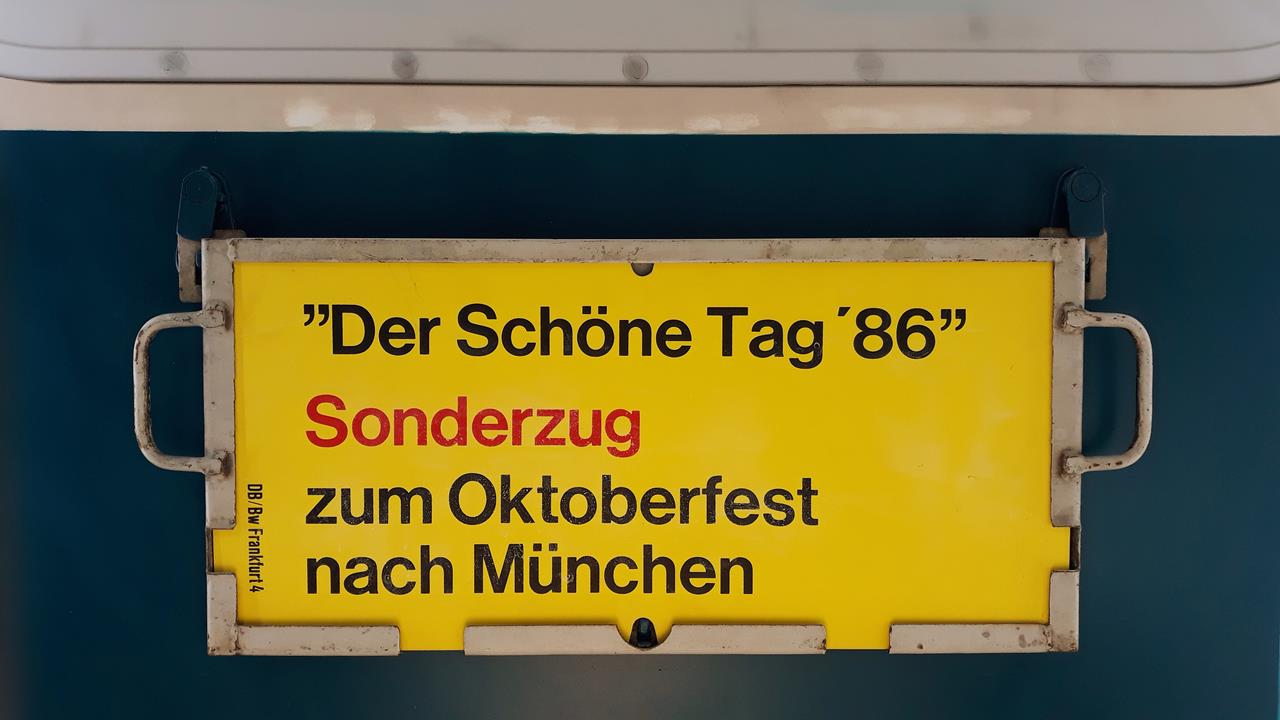 ”Der Schöne Tag ´86”
Sonderzug
zum Oktoberfest
nach München
DB/Bw Frankfurt 4